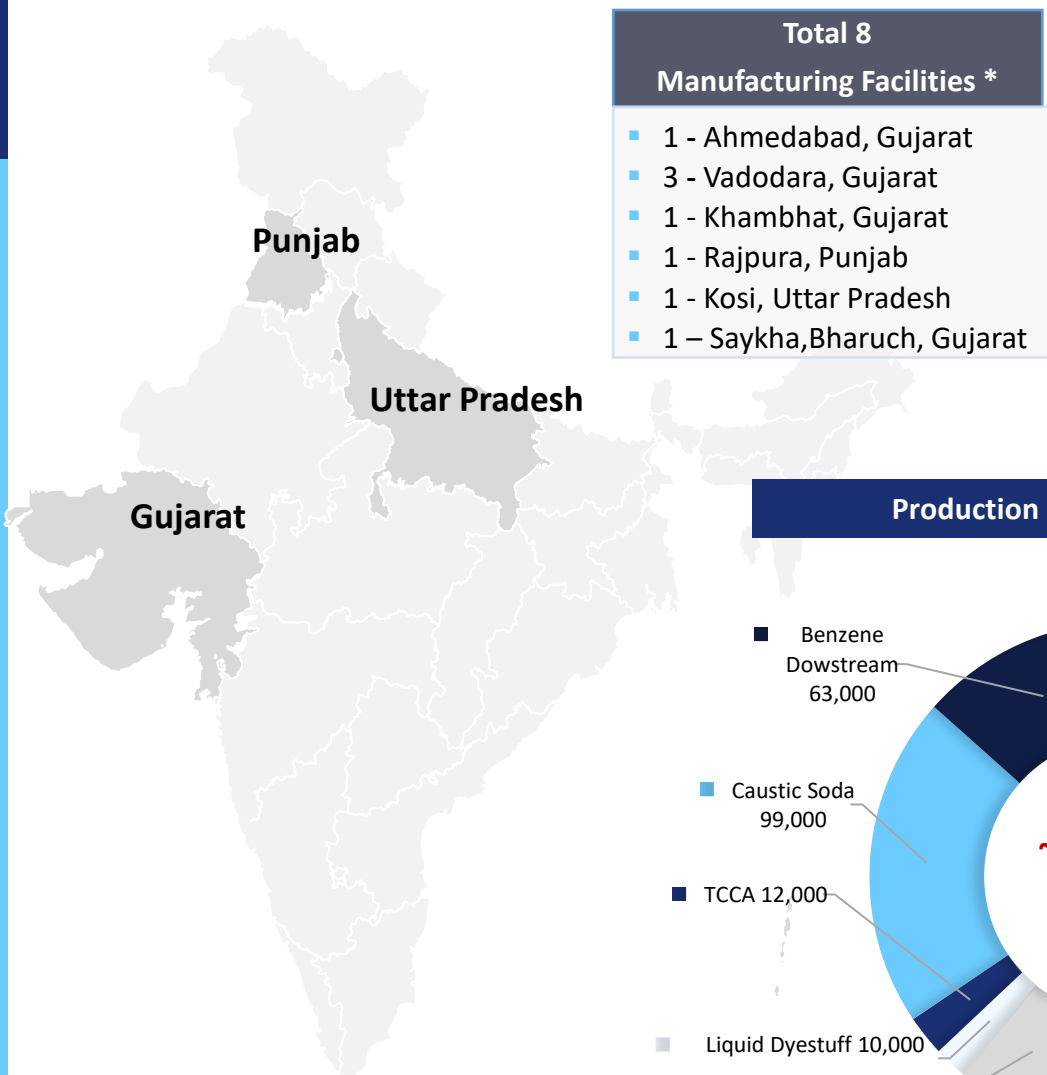 Total 8
Manufacturing Facilities *
1 - Ahmedabad, Gujarat
3 - Vadodara, Gujarat
1 - Khambhat, Gujarat
1 - Rajpura, Punjab
1 - Kosi, Uttar Pradesh
1 – Saykha,Bharuch, Gujarat
Punjab
Uttar Pradesh
Gujarat
Production
Benzene
Dowstream
63,000
Caustic Soda
99,000
TCCA 12,000
Liquid Dyestuff 10,000